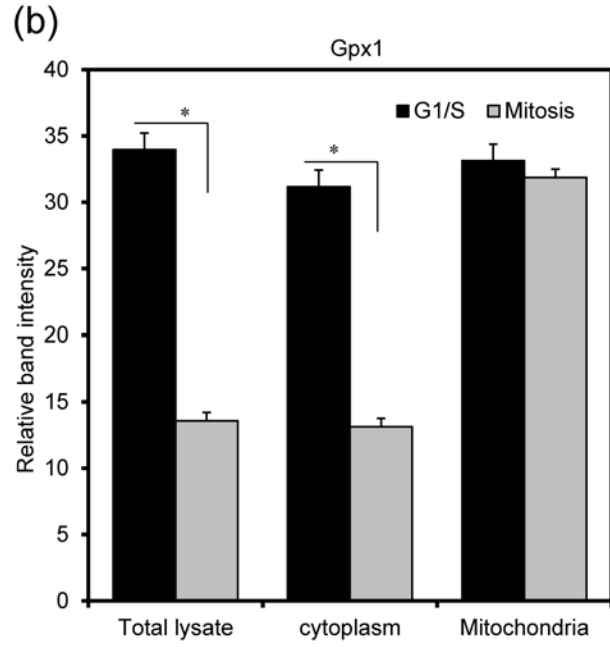 (b)
Gpx1
40
35
30
25
20
15
10
5
0
Relative band intensity
G1/S Mitosis
*
*
Total lysate cytoplasm Mitochondria